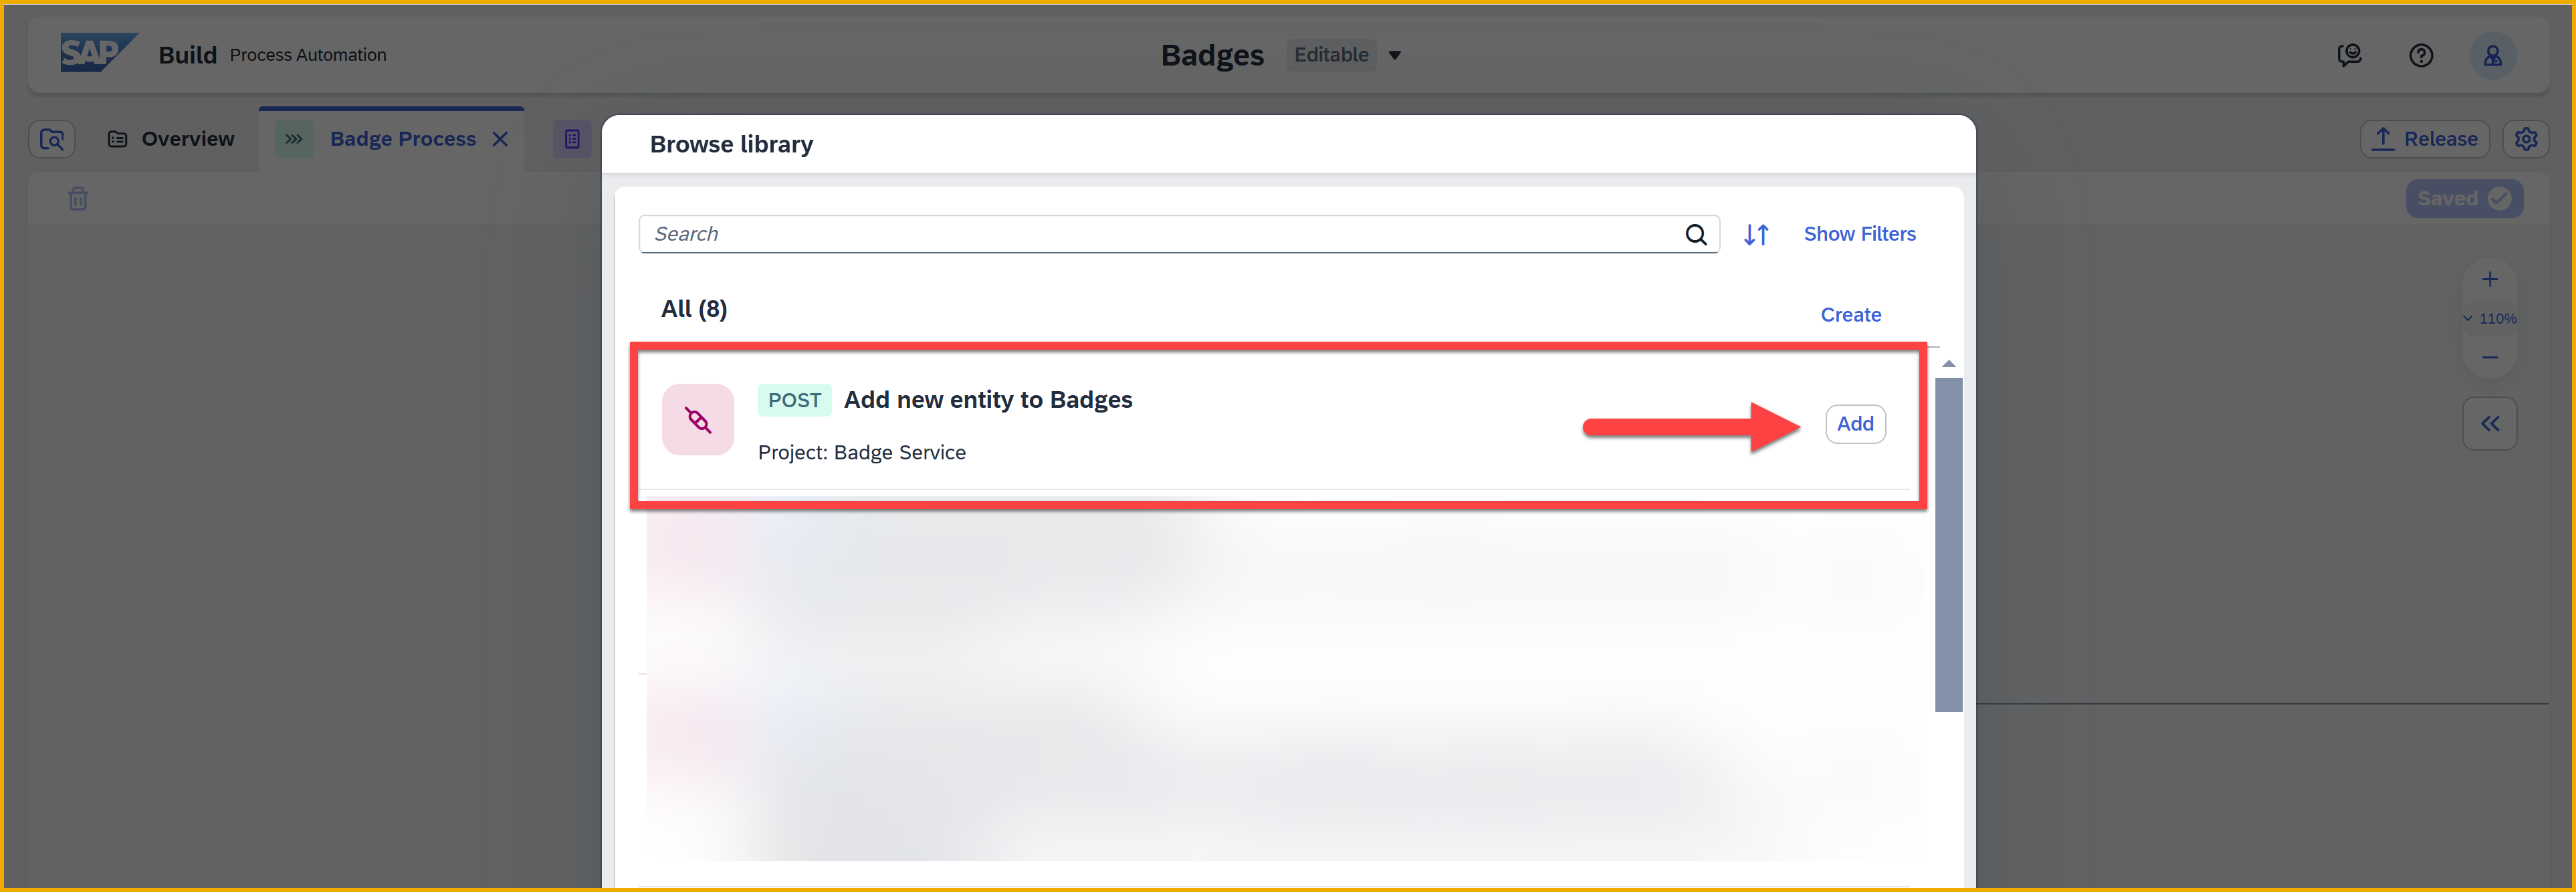 SAP Build Process Automation
Badges Editable
Overview
Badge Process
Release
Saved
Browse library
Search
Show Filters
All (8)
Create
POST Add new entity to Badges
Project: Badge Service
Add
110%